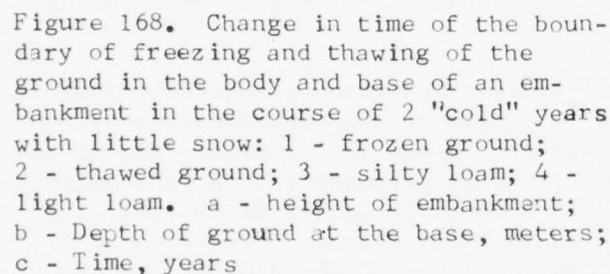 Figure 168. Change in time of the boun-
dary of freezing and thawing of the
ground in the body and base of an em-
bankment in the course of 2 "cold" years
with little snow: 1 - frozen ground;
2 - thawed ground; 3 - silty loam; 4 -
light loam. a - height of embankment;
b - Depth of ground at the base, meters;
c - Time, years